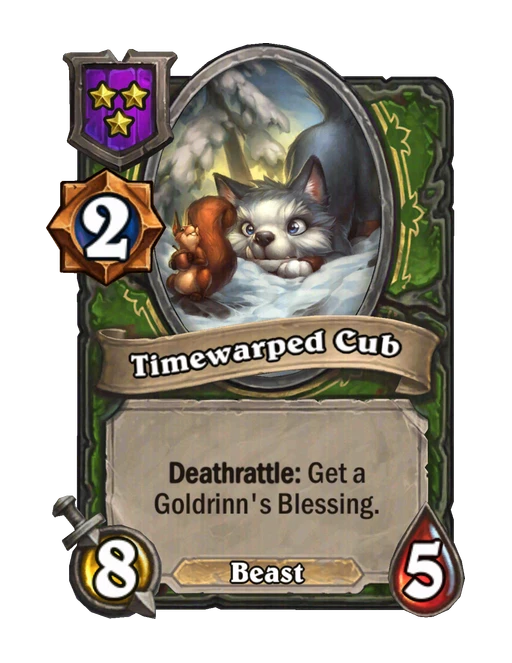 2
Timewarped Cub
Deathrattle: Get a
Goldrinn's Blessing.
8
Beast
5